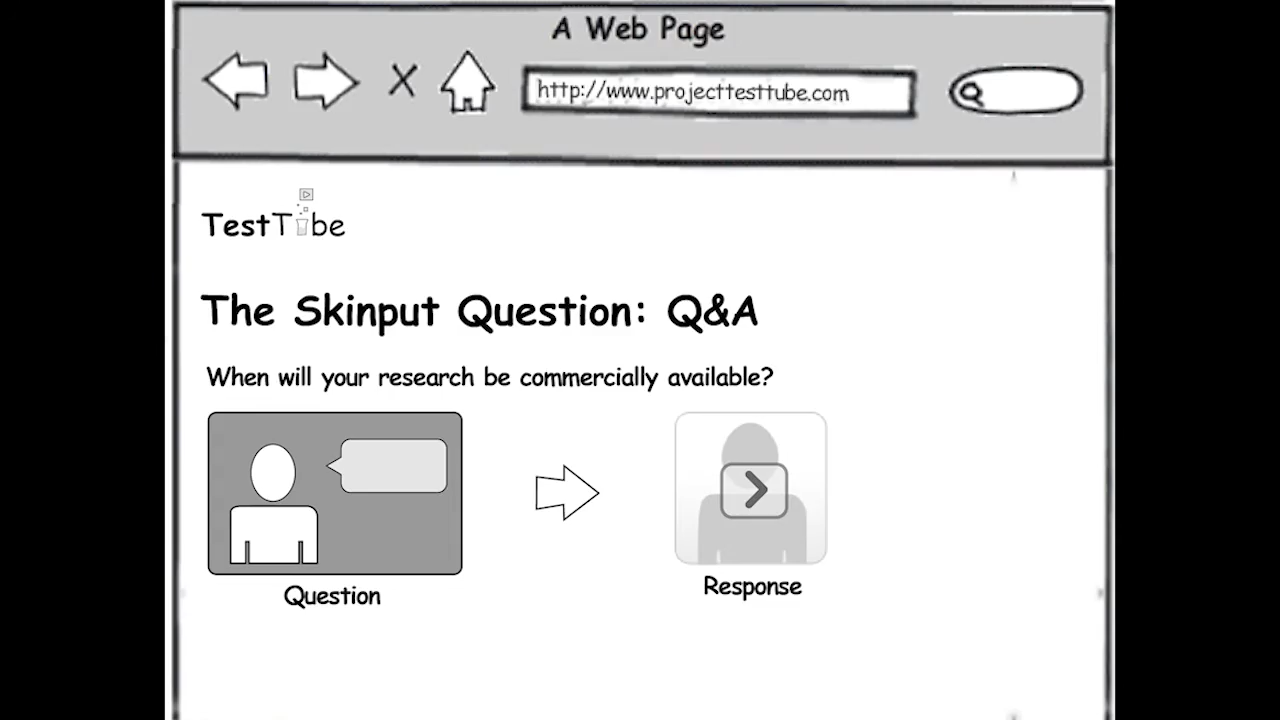 A Web Page
X
http://www.projecttesttube.com
TestTube
The Skinput Question: Q&A
When will your research be commercially available?
Question
Response